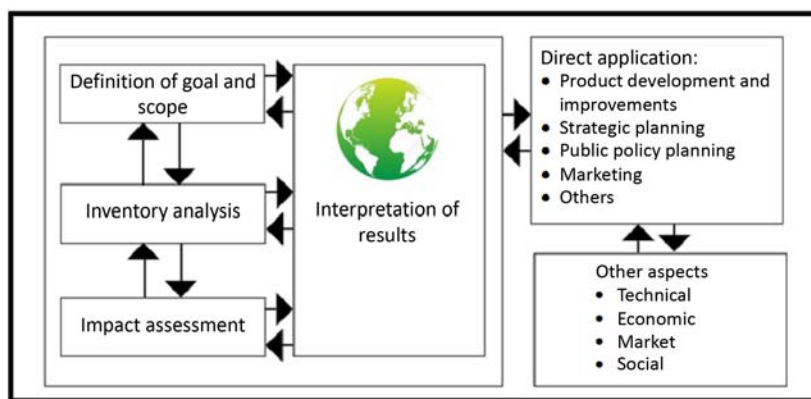 Definition of goal and
scope
Inventory analysis
Impact assessment
Interpretation of
results
Direct application:
• Product development and
improvements
• Strategic planning
• Public policy planning
• Marketing
• Others
Other aspects
• Technical
• Economic
• Market
• Social